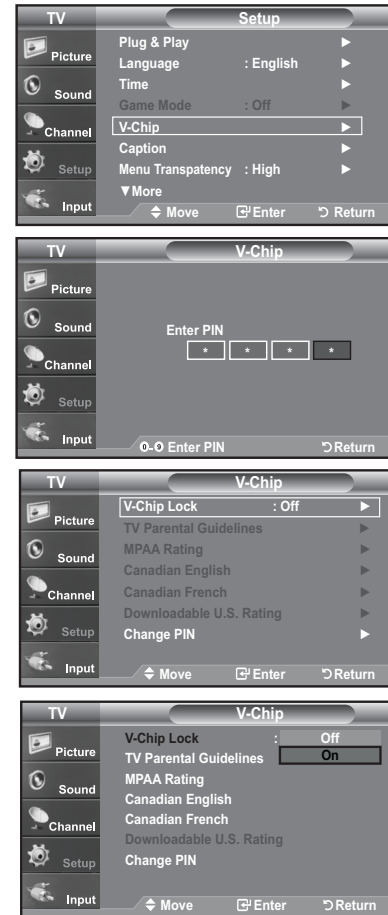 TV
Setup
Picture
Sound
Channel
Setup
Input
Plug & Play ►
Language : English ►
Time ►
Game Mode : Off ►
V-Chip ►
Caption ►
Menu Transpatency : High ►
▼More
Move Enter Return
TV
V-Chip
Picture
Sound
Channel
Setup
Input
Enter PIN
* * * *
0-9 Enter PIN Return
TV
V-Chip
Picture
Sound
Channel
Setup
Input
V-Chip Lock : Off ►
TV Parental Guidelines ►
MPAA Rating ►
Canadian English ►
Canadian French ►
Downloadable U.S. Rating ►
Change PIN ►
Move Enter Return
TV
V-Chip
Picture
Sound
Channel
Setup
Input
V-Chip Lock : Off
TV Parental Guidelines On
MPAA Rating
Canadian English
Canadian French
Downloadable U.S. Rating
Change PIN
Move Enter Return